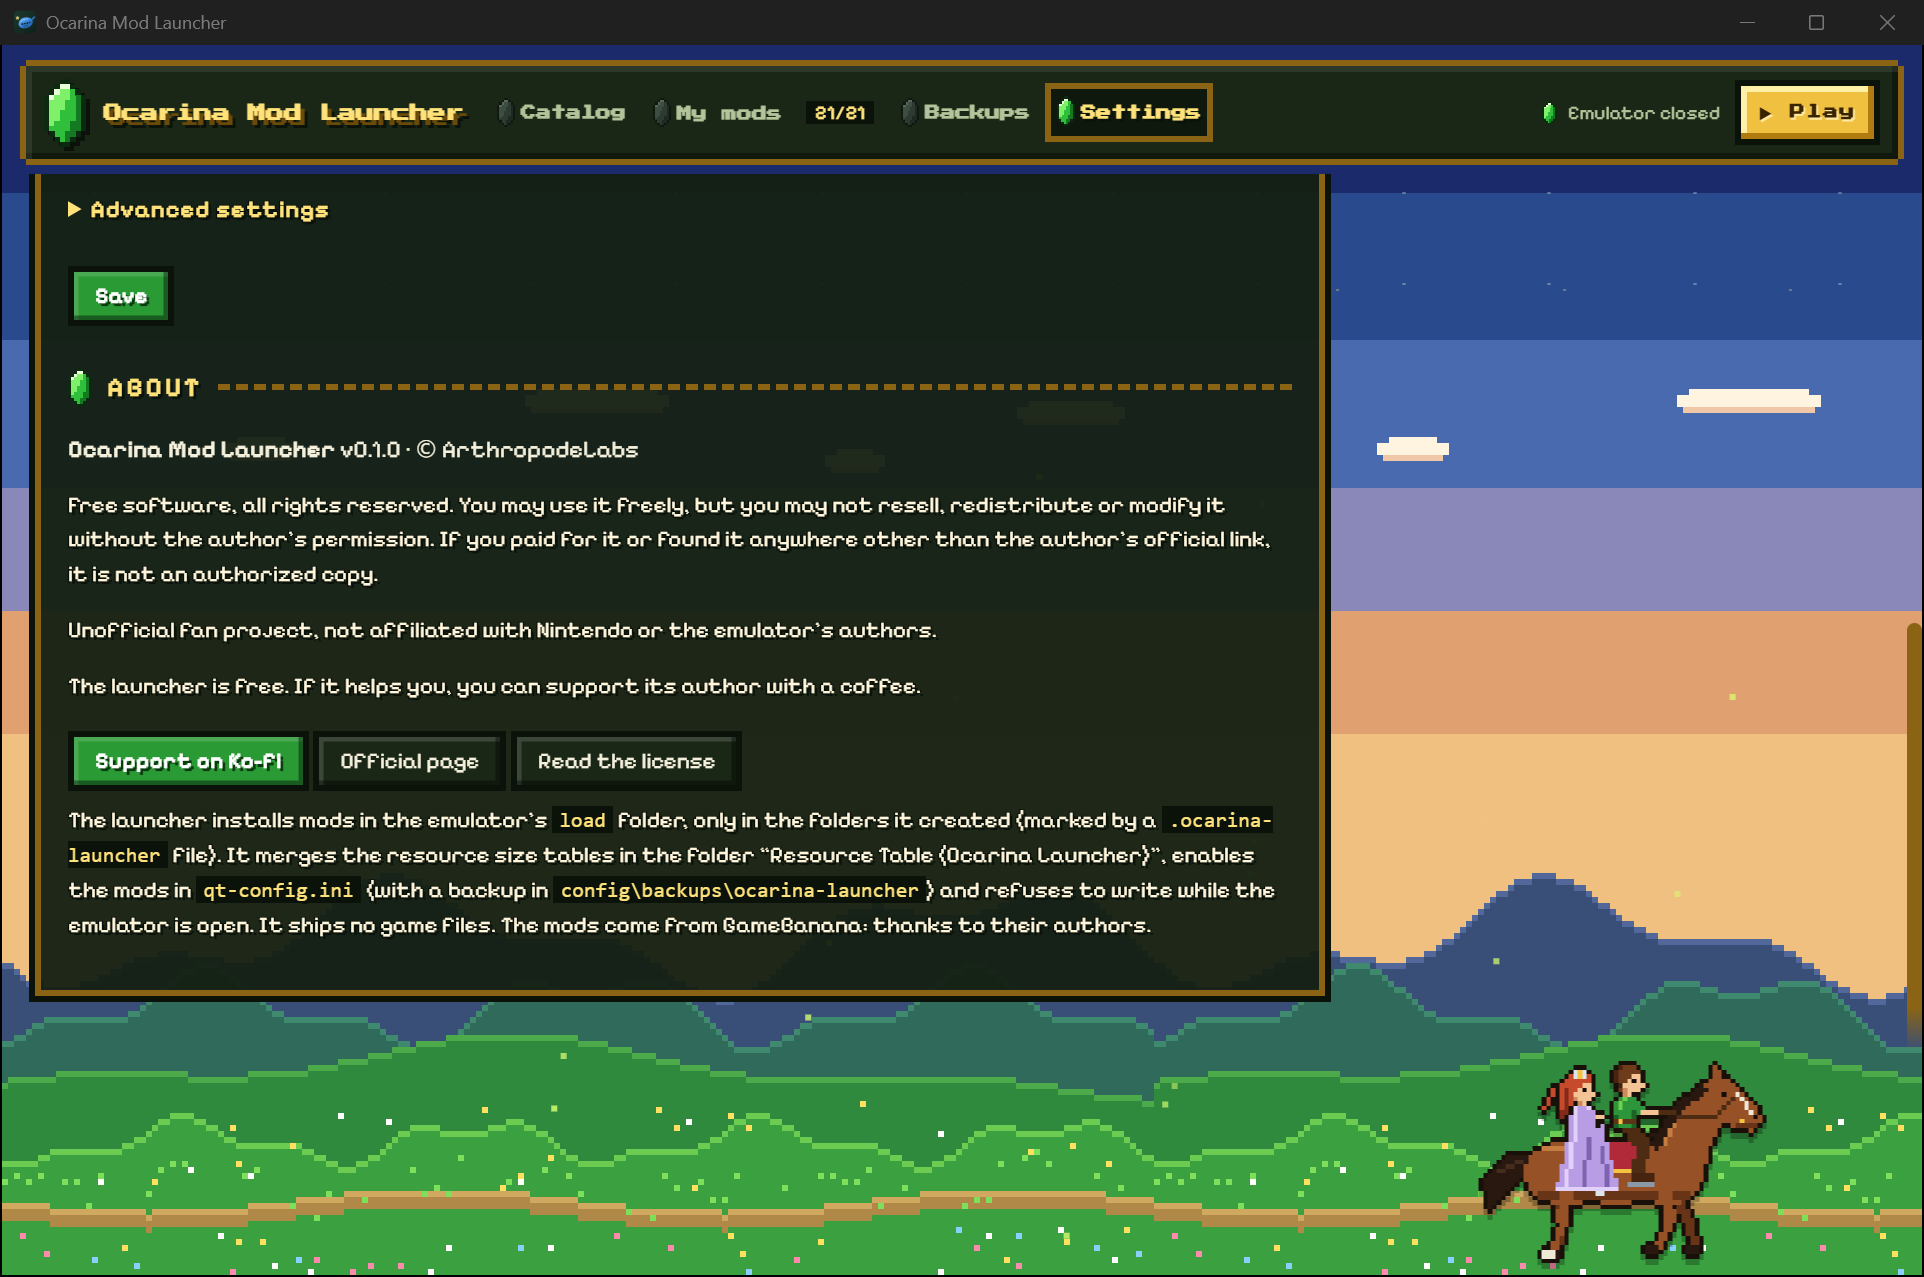 Ocarina Mod Launcher
Ocarina Mod Launcher
Catalog
My mods
21/21
Backups
Settings
Emulator closed
▶ Play
▶ Advanced settings
Save
ABOUT
Ocarina Mod Launcher v0.1.0 · © ArthropodeLabs
Free software, all rights reserved. You may use it freely, but you may not resell, redistribute or modify it
without the author's permission. If you paid for it or found it anywhere other than the author's official link,
it is not an authorized copy.
Unofficial fan project, not affiliated with Nintendo or the emulator's authors.
The launcher is free. If it helps you, you can support its author with a coffee.
Support on Ko-fi
Official page
Read the license
The launcher installs mods in the emulator's load folder, only in the folders it created (marked by a .ocarina-
launcher file). It merges the resource size tables in the folder “Resource Table (Ocarina Launcher)”, enables
the mods in qt-config.ini (with a backup in config\backups\ocarina-launcher) and refuses to write while the
emulator is open. It ships no game files. The mods come from GameBanana: thanks to their authors.